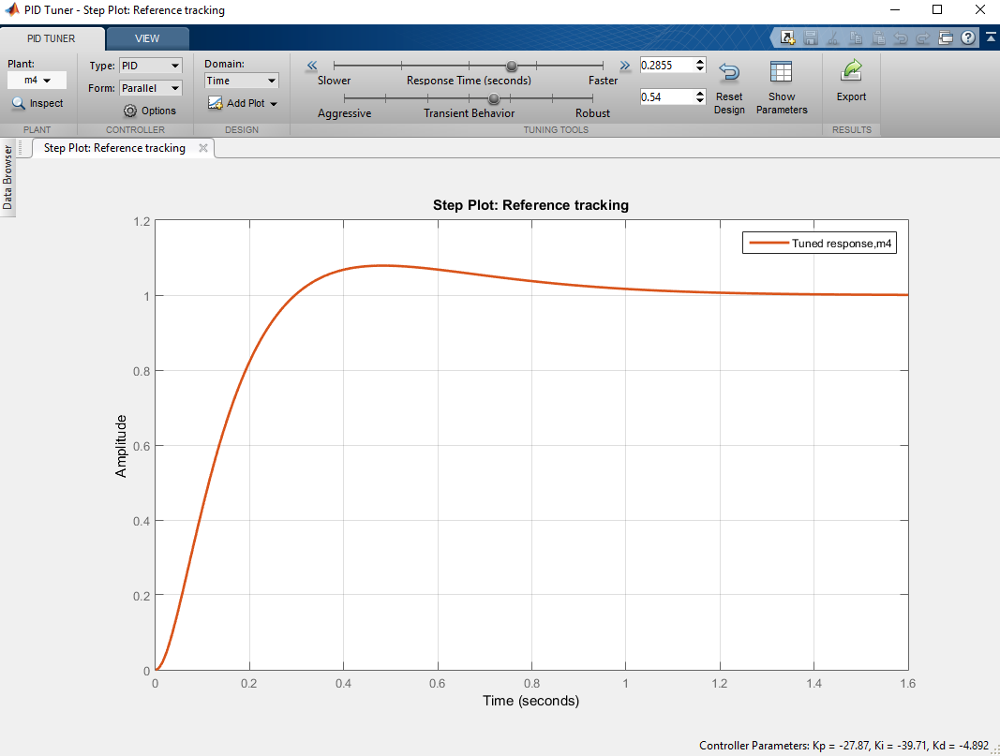 PID Tuner - Step Plot: Reference tracking
PID TUNER VIEW
Plant:
m4
Inspect
PLANT
Type: PID
Form: Parallel
Options
CONTROLLER
Domain:
Time
Add Plot
DESIGN
Slower Response Time (seconds) Faster
0.2855
Aggressive Transient Behavior Robust
0.54
Reset
Design
Show
Parameters
TUNING TOOLS
Export
RESULTS
Data Browser
Step Plot: Reference tracking
Step Plot: Reference tracking
Tuned response,m4
Amplitude
1.2
1
0.8
0.6
0.4
0.2
0
0 0.2 0.4 0.6 0.8 1 1.2 1.4 1.6
Time (seconds)
Controller Parameters: Kp = -27.87, Ki = -39.71, Kd = -4.892